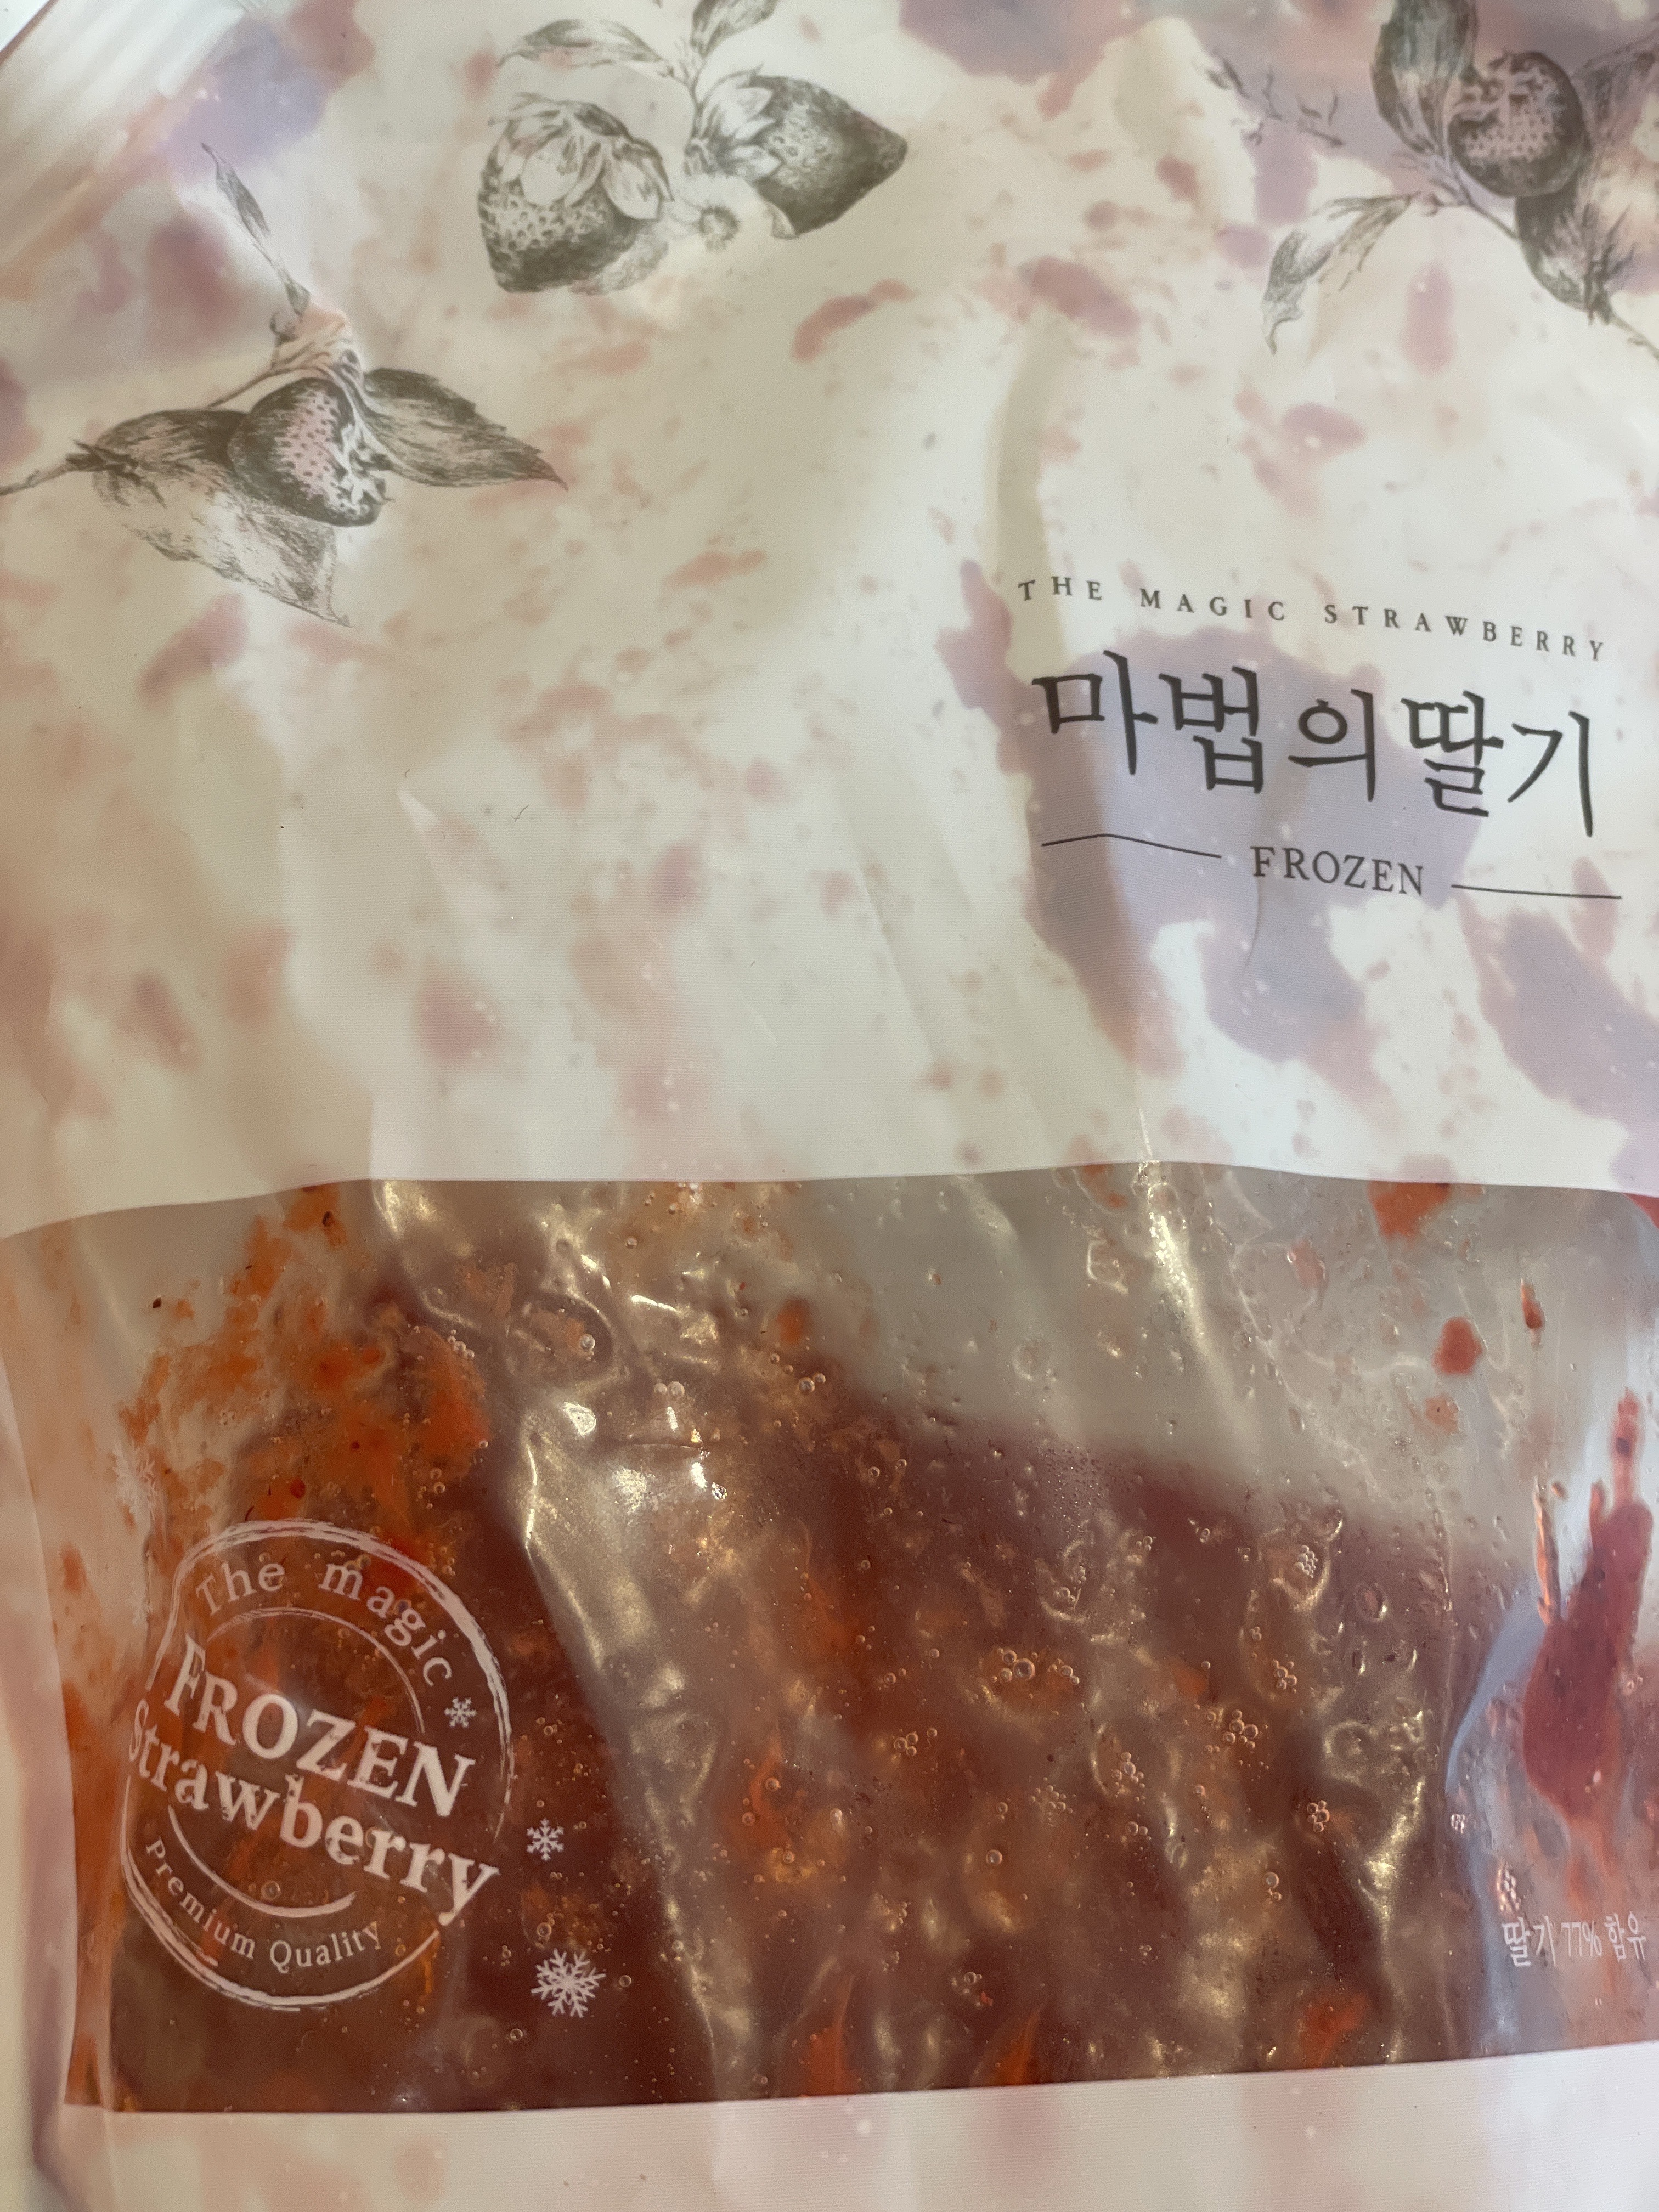 THE MAGIC STRAWBERRY
마법의딸기
FROZEN
The magic
FROZEN
Strawberry
Premium Quality
딸기 77% 함유